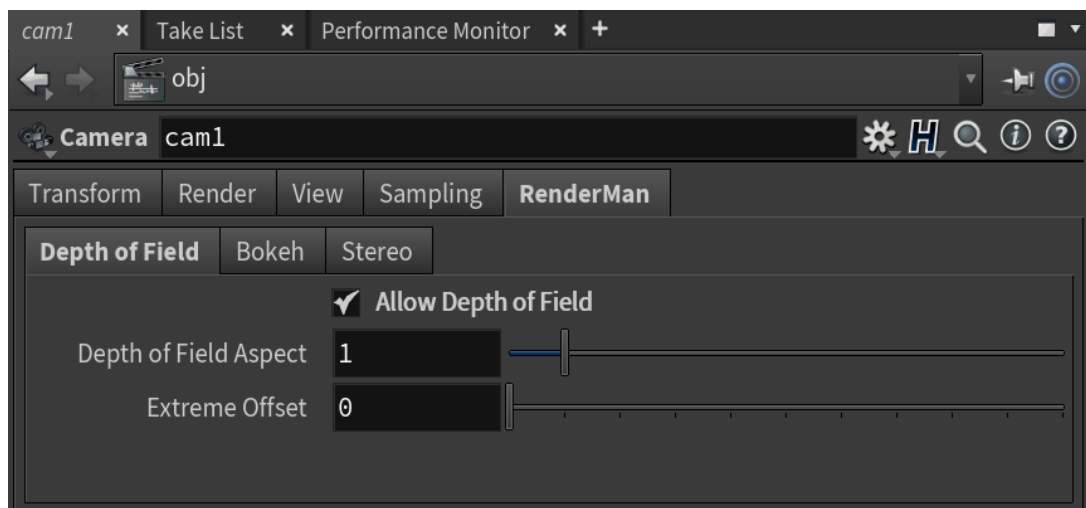 cam1 × Take List × Performance Monitor × +
obj
Camera cam1
Transform Render View Sampling RenderMan
Depth of Field Bokeh Stereo
Allow Depth of Field
Depth of Field Aspect 1
Extreme Offset 0